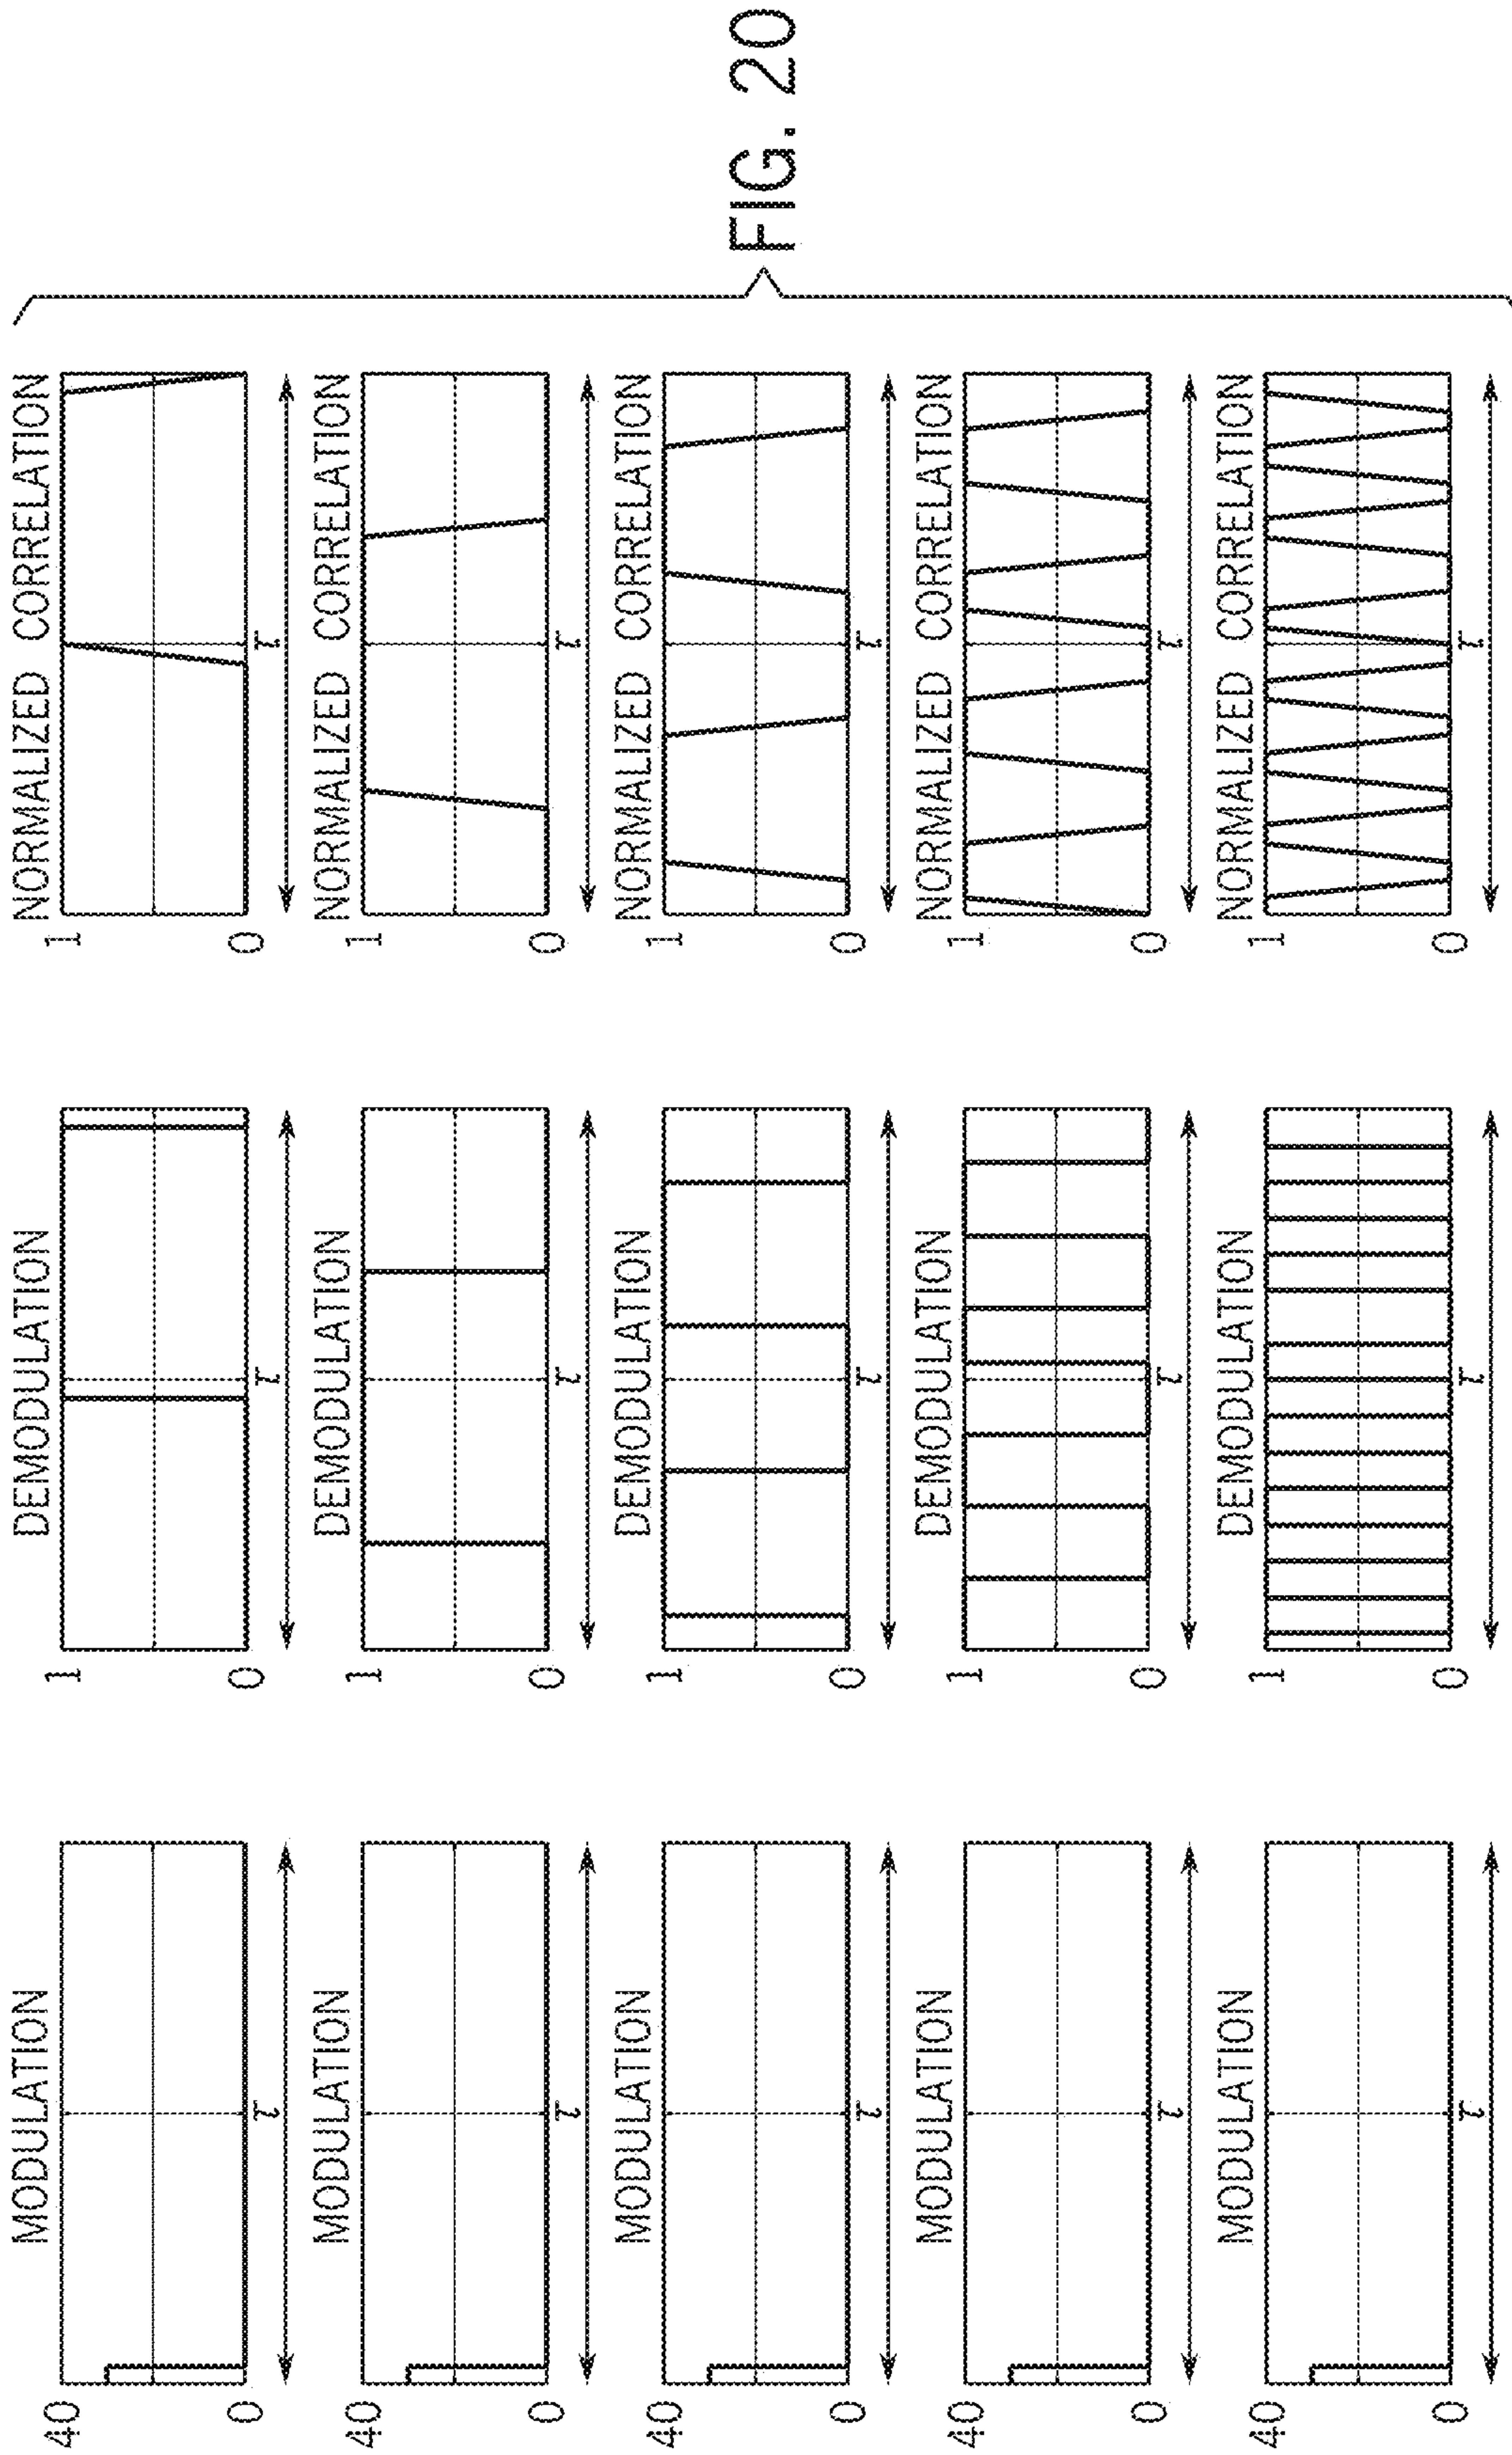 MODULATION DEMODULATION NORMALIZED CORRELATION
40 1 1
0 0 0
τ τ τ
MODULATION DEMODULATION NORMALIZED CORRELATION
40 1 1
0 0 0
τ τ τ
MODULATION DEMODULATION NORMALIZED CORRELATION
40 1 1
FIG. 20
0 0 0
τ τ τ
MODULATION DEMODULATION NORMALIZED CORRELATION
40 1 1
0 0 0
τ τ τ
MODULATION DEMODULATION NORMALIZED CORRELATION
40 1 1
0 0 0
τ τ τ